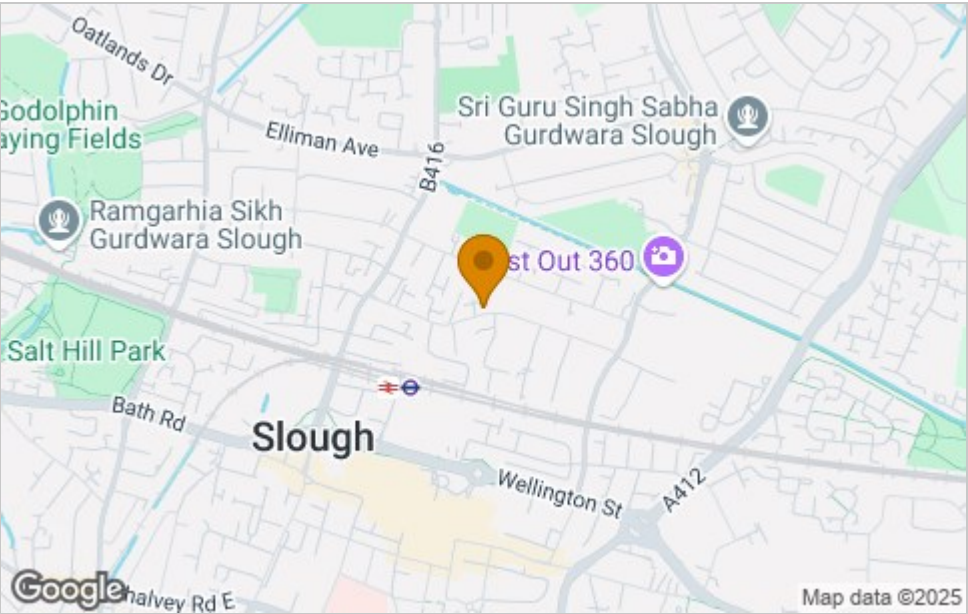 Oatlands Dr
Godolphin
aying Fields
Elliman Ave
B416
Sri Guru Singh Sabha
Gurdwara Slough
Ramgarhia Sikh
Gurdwara Slough
st Out 360
Salt Hill Park
Bath Rd
Slough
Wellington St
A412
Google
halvey Rd E
Map data ©2025